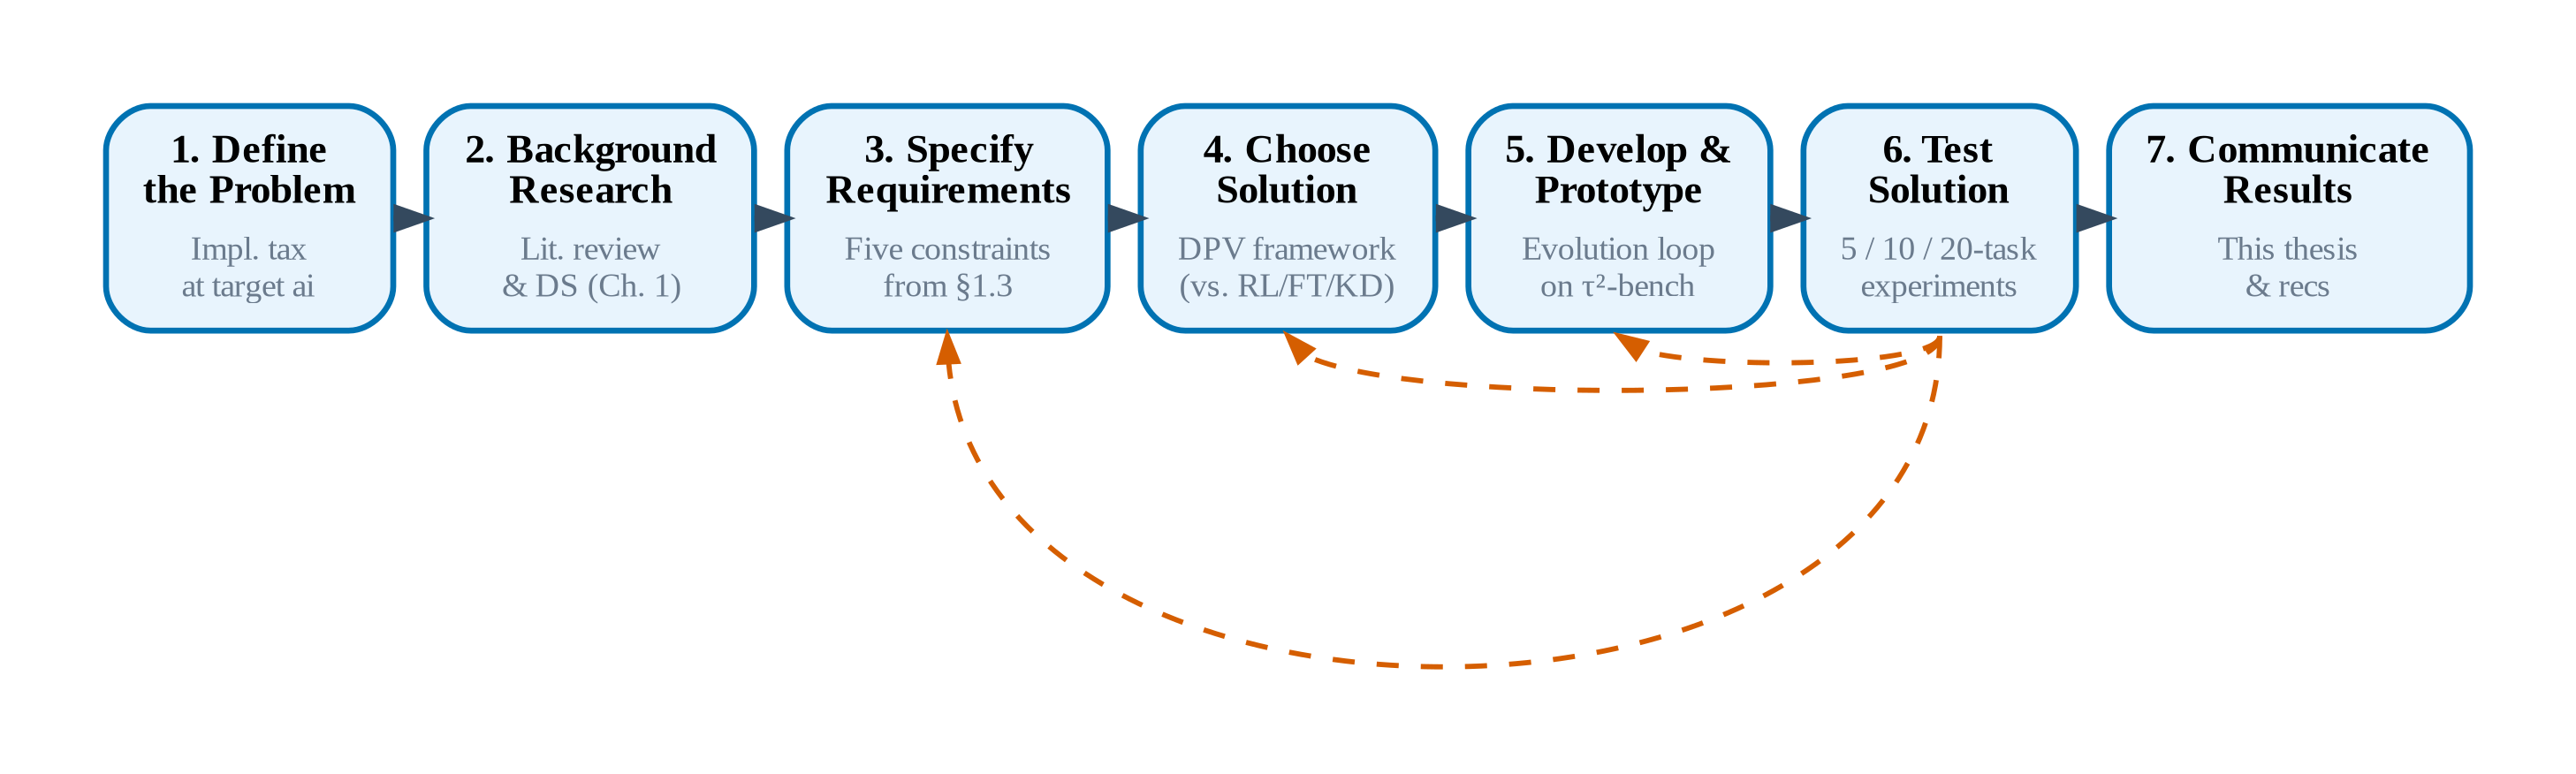 1. Define
the Problem
Impl. tax
at target ai
2. Background
Research
Lit. review
& DS (Ch. 1)
3. Specify
Requirements
Five constraints
from §1.3
4. Choose
Solution
DPV framework
(vs. RL/FT/KD)
5. Develop &
Prototype
Evolution loop
on τ²-bench
6. Test
Solution
5 / 10 / 20-task
experiments
7. Communicate
Results
This thesis
& recs